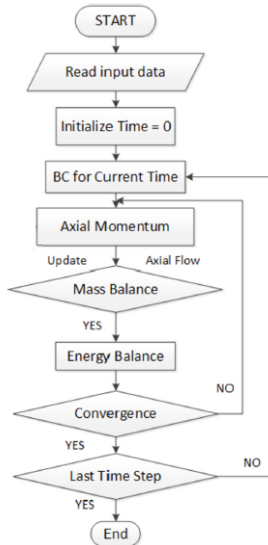 START
Read input data
Initialize Time = 0
BC for Current Time
Axial Momentum
Update Axial Flow
Mass Balance
YES
Energy Balance
NO
Convergence
YES
NO
Last Time Step
YES
End